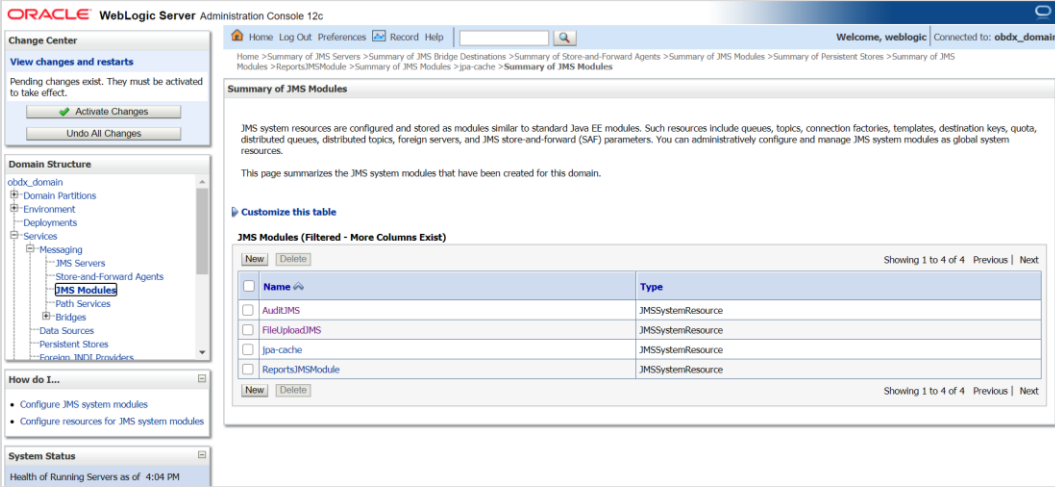 ORACLE WebLogic Server Administration Console 12c
Change Center
View changes and restarts
Pending changes exist. They must be activated
to take effect.
Activate Changes
Undo All Changes
Domain Structure
obdx_domain
Domain Partitions
Environment
Deployments
Services
Messaging
JMS Servers
Store-and-Forward Agents
JMS Modules
Path Services
Bridges
Data Sources
Persistent Stores
Foreign JNDI Providers
How do I...
Configure JMS system modules
Configure resources for JMS system modules
System Status
Health of Running Servers as of 4:04 PM
Home Log Out Preferences Record Help
Welcome, weblogic Connected to: obdx_domain
Home >Summary of JMS Servers >Summary of JMS Bridge Destinations >Summary of Store-and-Forward Agents >Summary of JMS Modules >Summary of Persistent Stores >Summary of JMS
Modules >ReportsJMSModule >Summary of JMS Modules >jpa-cache >Summary of JMS Modules
Summary of JMS Modules
JMS system resources are configured and stored as modules similar to standard Java EE modules. Such resources include queues, topics, connection factories, templates, destination keys, quota,
distributed queues, distributed topics, foreign servers, and JMS store-and-forward (SAF) parameters. You can administratively configure and manage JMS system modules as global system
resources.
This page summarizes the JMS system modules that have been created for this domain.
Customize this table
JMS Modules (Filtered - More Columns Exist)
New Delete Showing 1 to 4 of 4 Previous | Next
Name Type
AuditJMS JMSSystemResource
FileUploadJMS JMSSystemResource
jpa-cache JMSSystemResource
ReportsJMSModule JMSSystemResource
New Delete Showing 1 to 4 of 4 Previous | Next